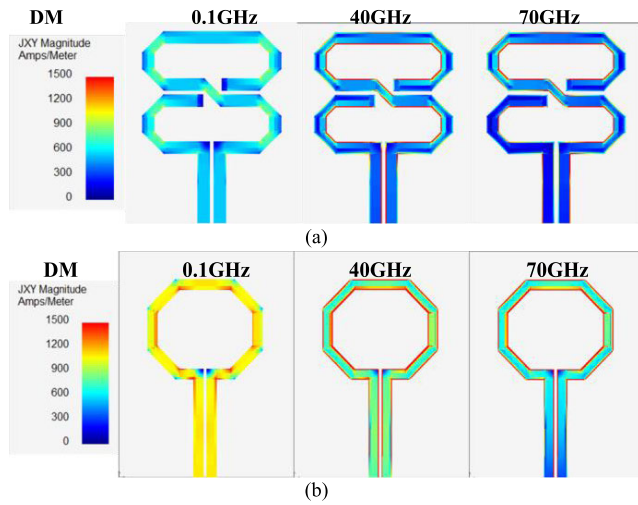 DM 0.1GHz 40GHz 70GHz
JXY Magnitude
Amps/Meter
1500
1200
900
600
300
0
(a)
DM 0.1GHz 40GHz 70GHz
JXY Magnitude
Amps/Meter
1500
1200
900
600
300
0
(b)